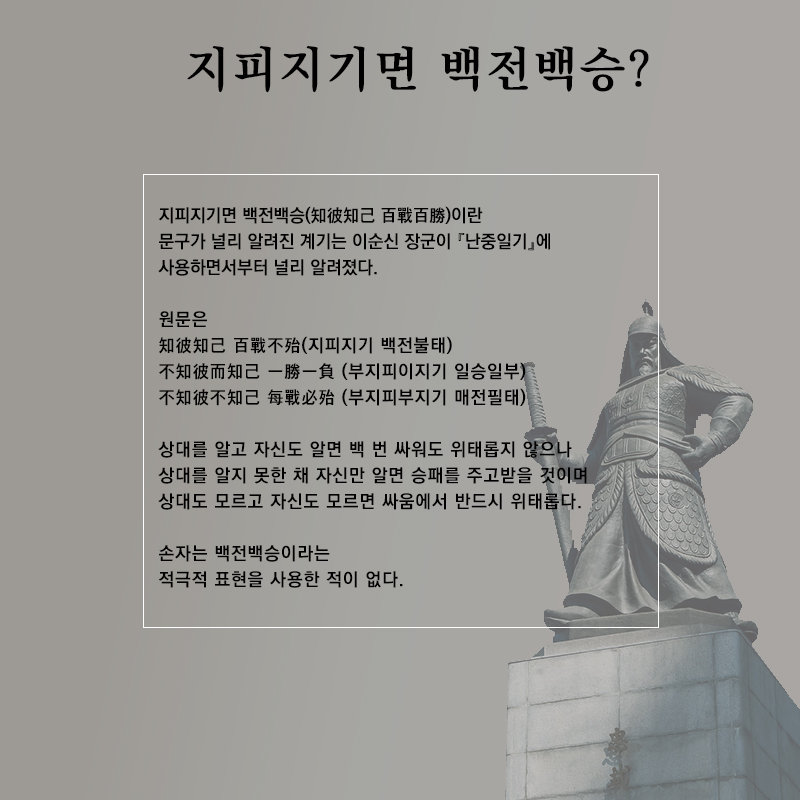 지피지기면 백전백승?
지피지기면 백전백승(知彼知己 百戰百勝)이란
문구가 널리 알려진 계기는 이순신 장군이 『난중일기』에
사용하면서부터 널리 알려졌다.
원문은
知彼知己 百戰不殆(지피지기 백전불태)
不知彼而知己 一勝一負 (부지피이지기 일승일부)
不知彼不知己 每戰必殆 (부지피부지기 매전필태)
상대를 알고 자신도 알면 백 번 싸워도 위태롭지 않으나
상대를 알지 못한 채 자신만 알면 승패를 주고받을 것이며
상대도 모르고 자신도 모르면 싸움에서 반드시 위태롭다.
손자는 백전백승이라는
적극적 표현을 사용한 적이 없다.